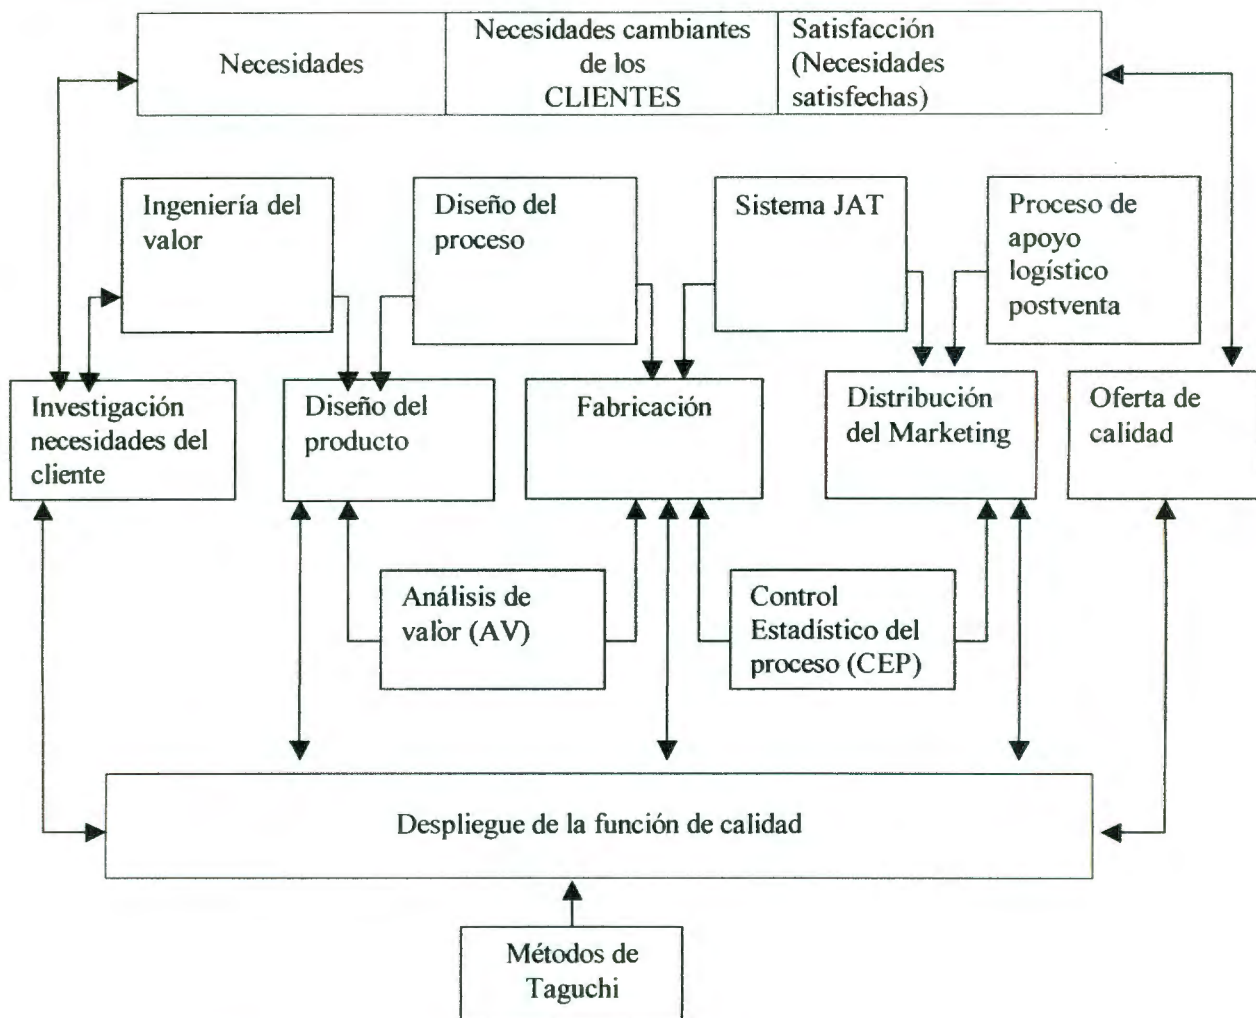 Necesidades
Necesidades cambiantes
de los
CLIENTES
Satisfacción
(Necesidades
satisfechas)
Ingeniería del
valor
Diseño del
proceso
Sistema JAT
Proceso de
apoyo
logístico
postventa
Investigación
necesidades del
cliente
Diseño del
producto
Fabricación
Distribución
del Marketing
Oferta de
calidad
Análisis de
valor (AV)
Control
Estadístico del
proceso (CEP)
Despliegue de la función de calidad
Métodos de
Taguchi